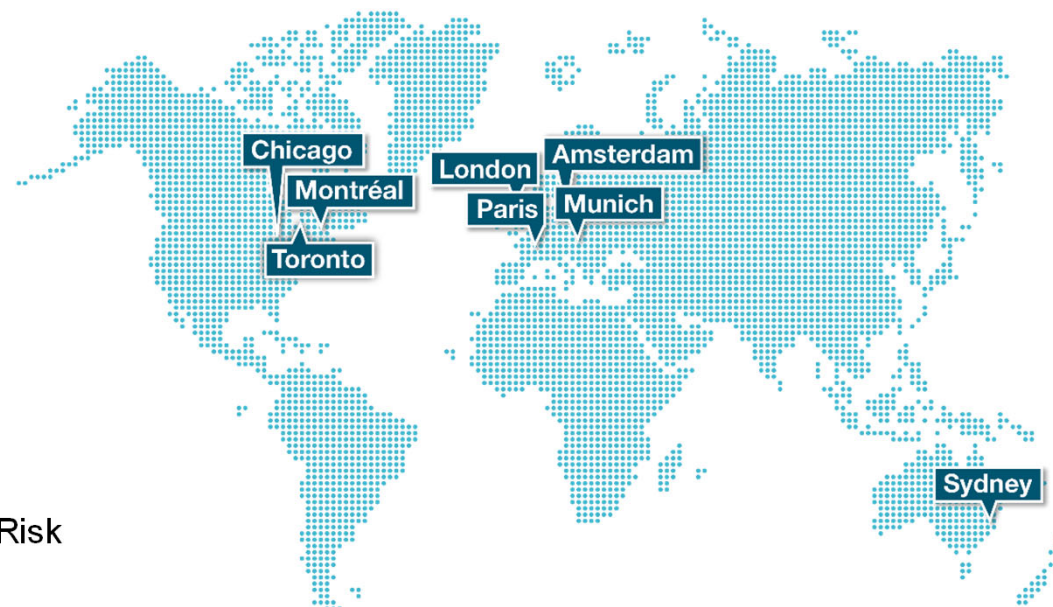 Chicago
Montréal
Toronto
London
Amsterdam
Paris
Munich
Sydney
Risk